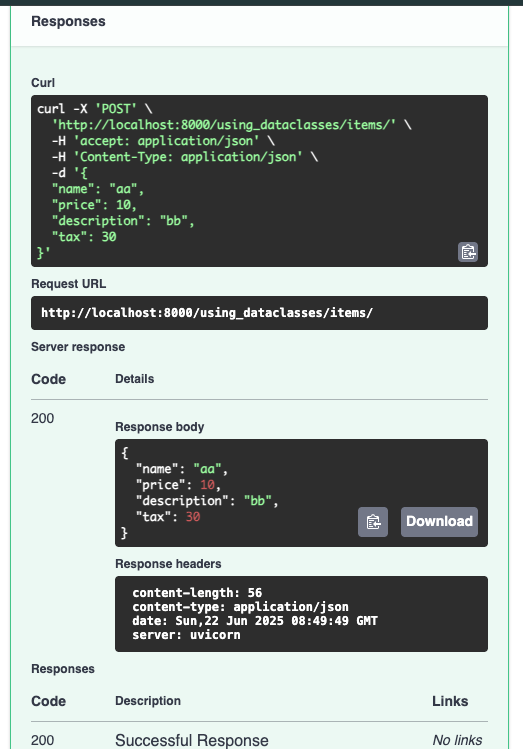 Responses
Curl
curl -X 'POST' \
  'http://localhost:8000/using_dataclasses/items/' \
  -H 'accept: application/json' \
  -H 'Content-Type: application/json' \
  -d '{
  "name": "aa",
  "price": 10,
  "description": "bb",
  "tax": 30
}'
Request URL
http://localhost:8000/using_dataclasses/items/
Server response
Code Details
200
Response body
{
  "name": "aa",
  "price": 10,
  "description": "bb",
  "tax": 30
}
Download
Response headers
content-length: 56
content-type: application/json
date: Sun,22 Jun 2025 08:49:49 GMT
server: uvicorn
Responses
Code Description Links
200 Successful Response No links